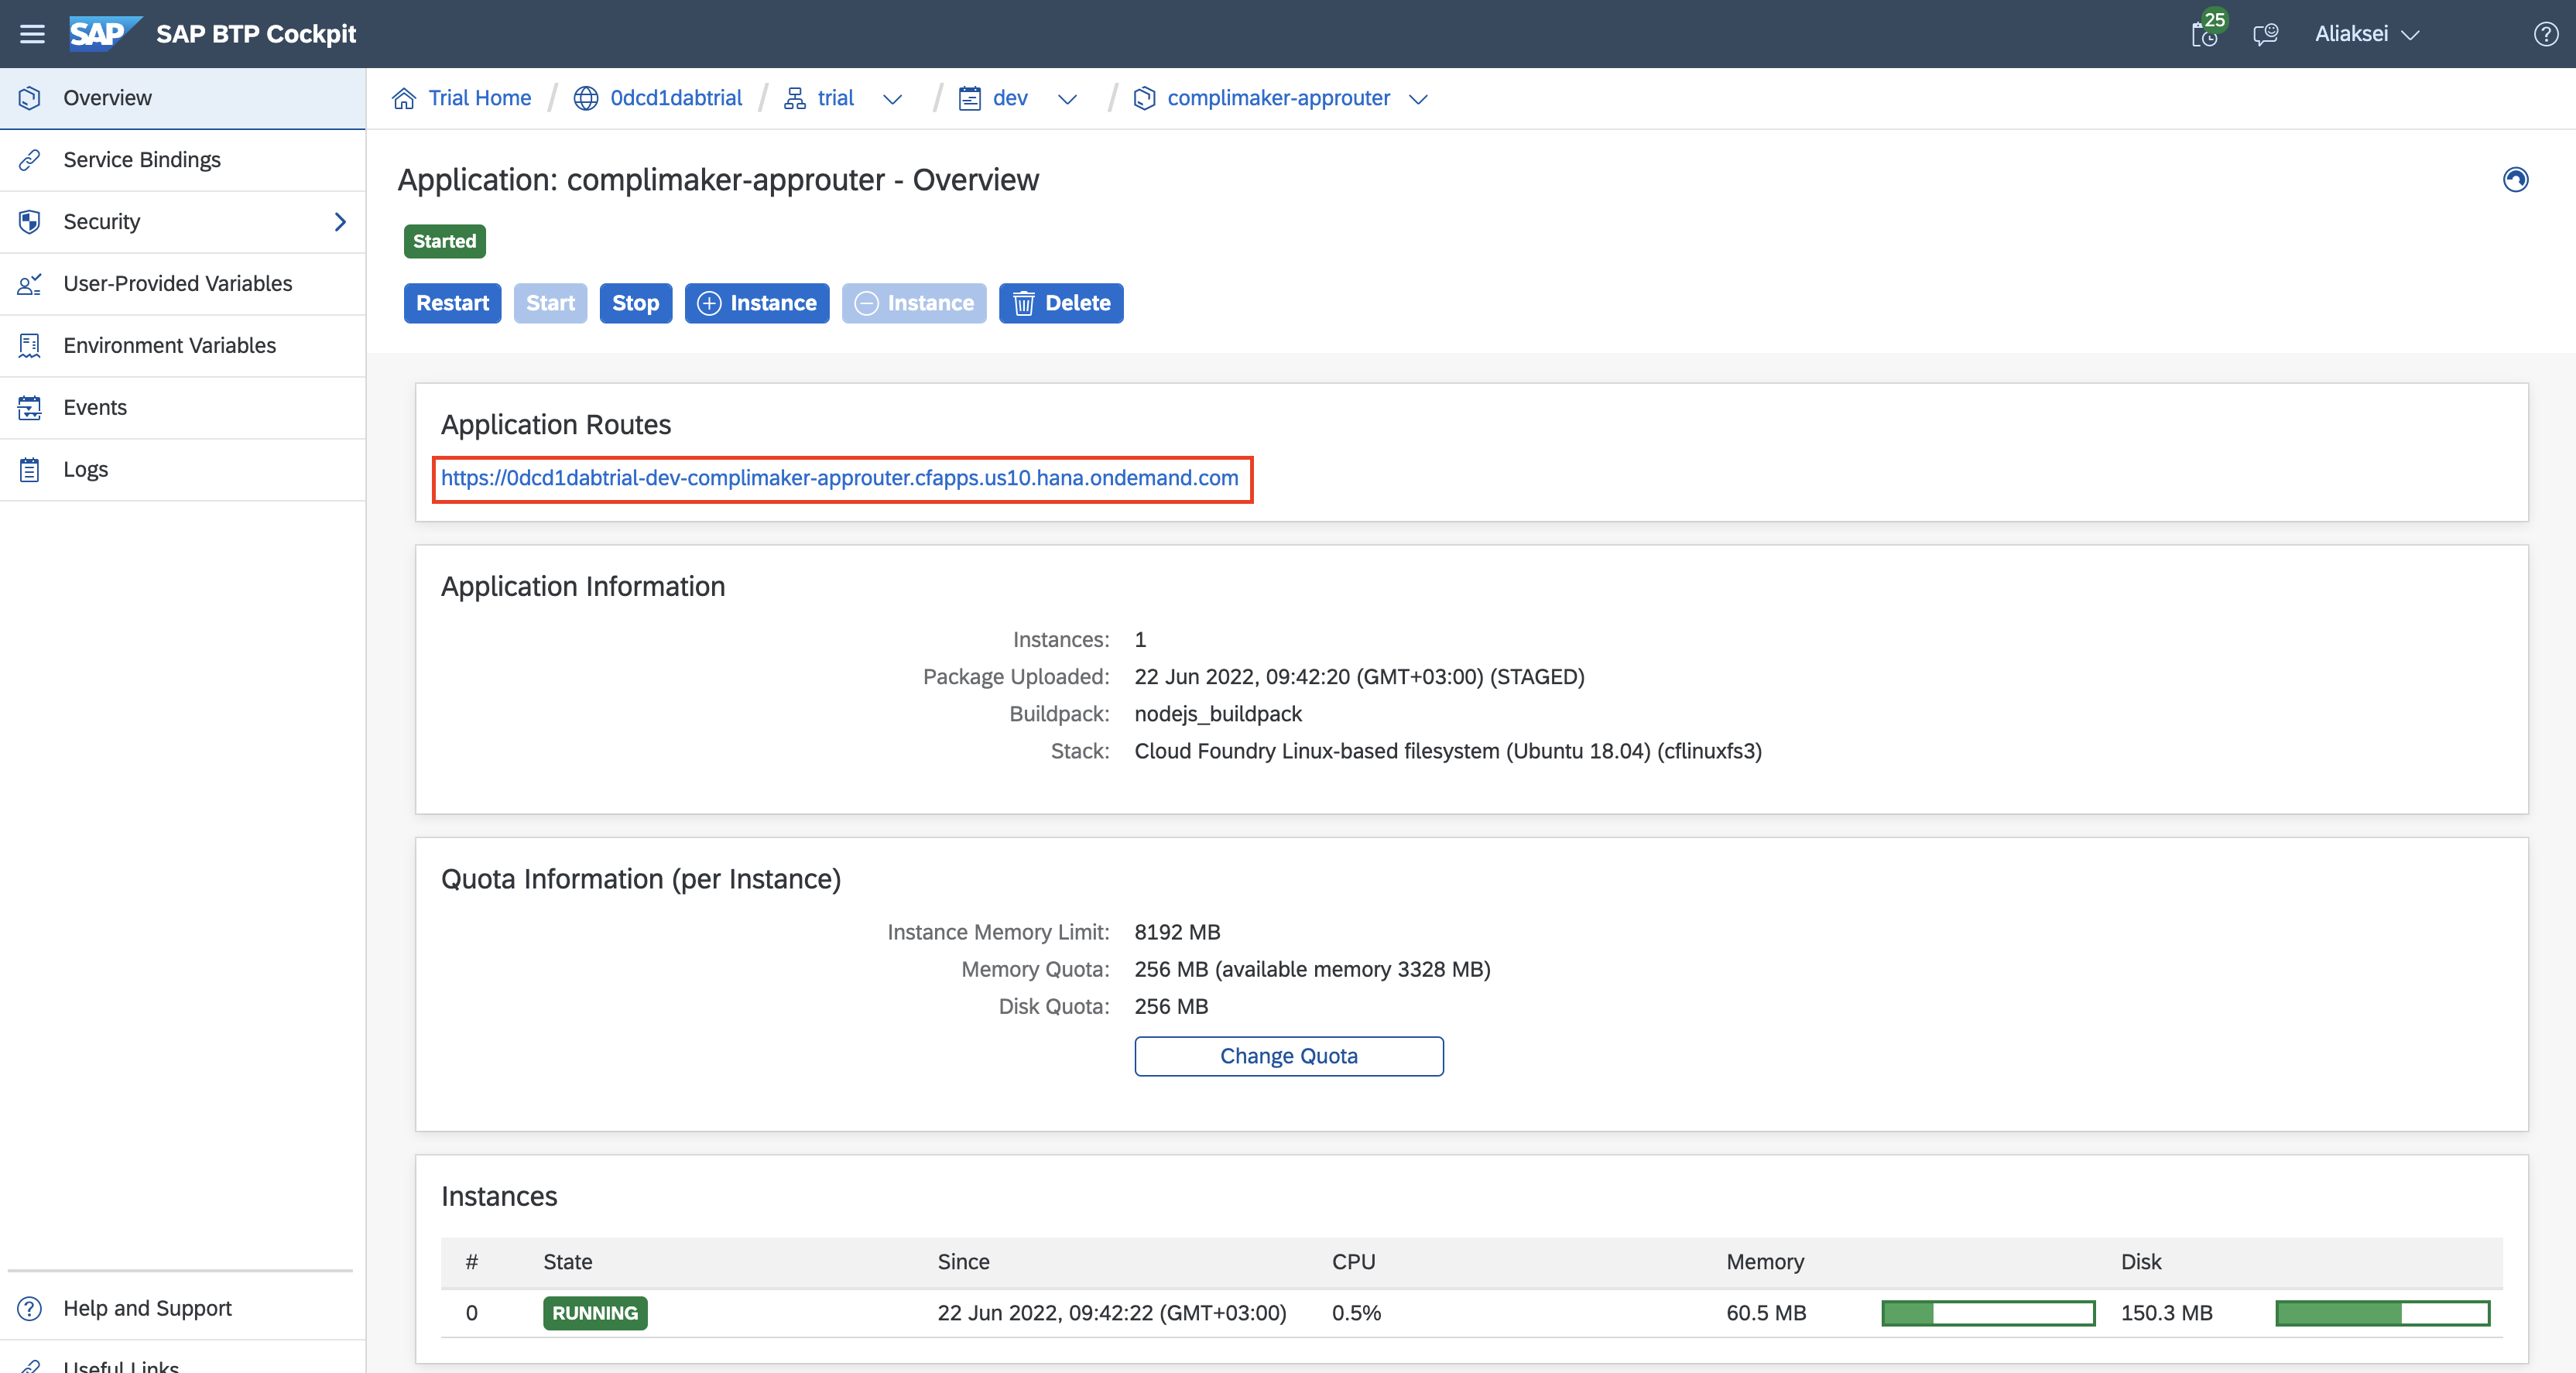 SAP SAP BTP Cockpit 25 Aliaksei
Overview
Service Bindings
Security
User-Provided Variables
Environment Variables
Events
Logs
Help and Support
Useful Links
Trial Home / 0dcd1dabtrial / trial / dev / complimaker-approuter
Application: complimaker-approuter - Overview
Started
Restart Start Stop Instance Instance Delete
Application Routes
https://0dcd1dabtrial-dev-complimaker-approuter.cfapps.us10.hana.ondemand.com
Application Information
Instances: 1
Package Uploaded: 22 Jun 2022, 09:42:20 (GMT+03:00) (STAGED)
Buildpack: nodejs_buildpack
Stack: Cloud Foundry Linux-based filesystem (Ubuntu 18.04) (cflinuxfs3)
Quota Information (per Instance)
Instance Memory Limit: 8192 MB
Memory Quota: 256 MB (available memory 3328 MB)
Disk Quota: 256 MB
Change Quota
Instances
# State Since CPU Memory Disk
0 RUNNING 22 Jun 2022, 09:42:22 (GMT+03:00) 0.5% 60.5 MB 150.3 MB